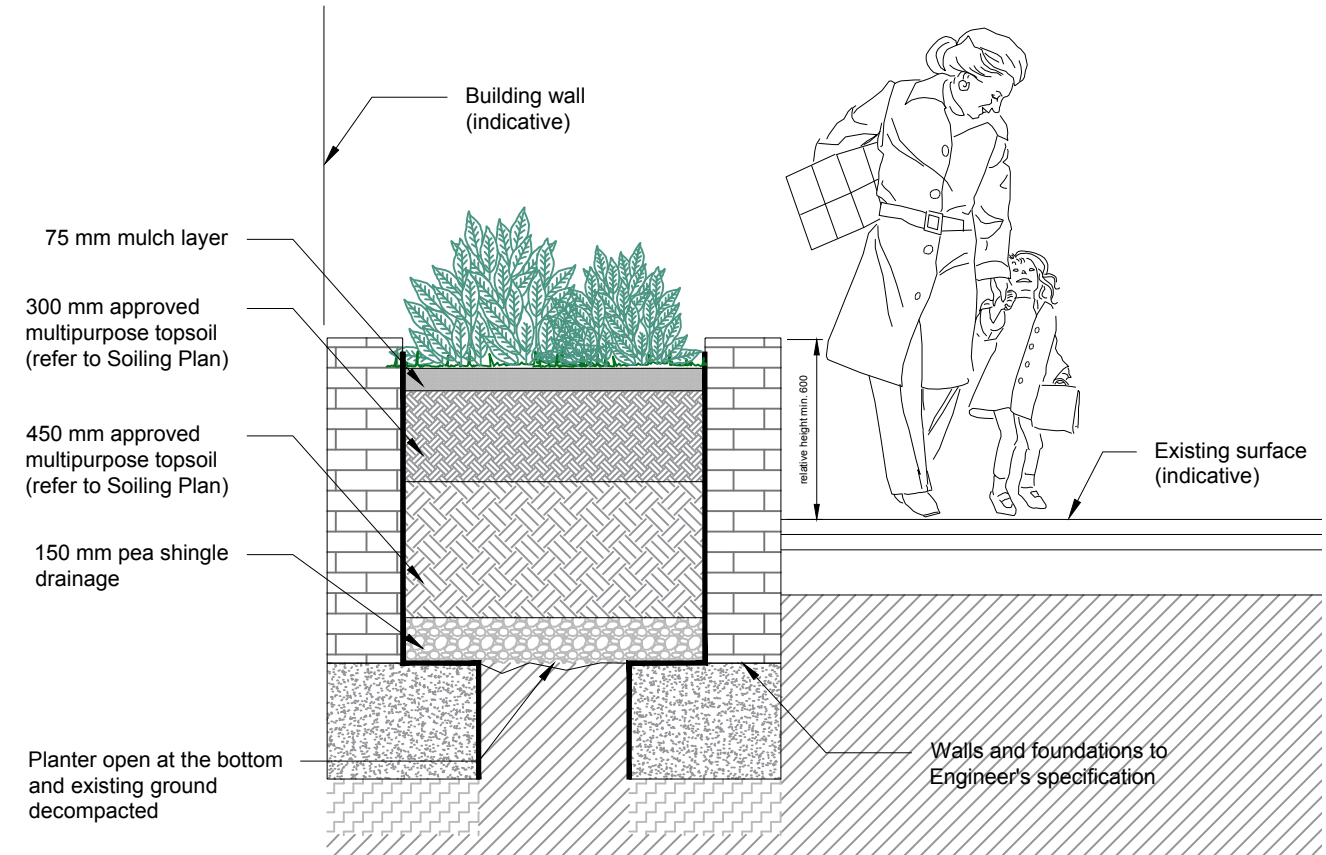 Building wall
(indicative)
75 mm mulch layer
300 mm approved
multipurpose topsoil
(refer to Soiling Plan)
450 mm approved
multipurpose topsoil
(refer to Soiling Plan)
150 mm pea shingle
drainage
Planter open at the bottom
and existing ground
decompacted
relative height min. 600
Existing surface
(indicative)
Walls and foundations to
Engineer's specification